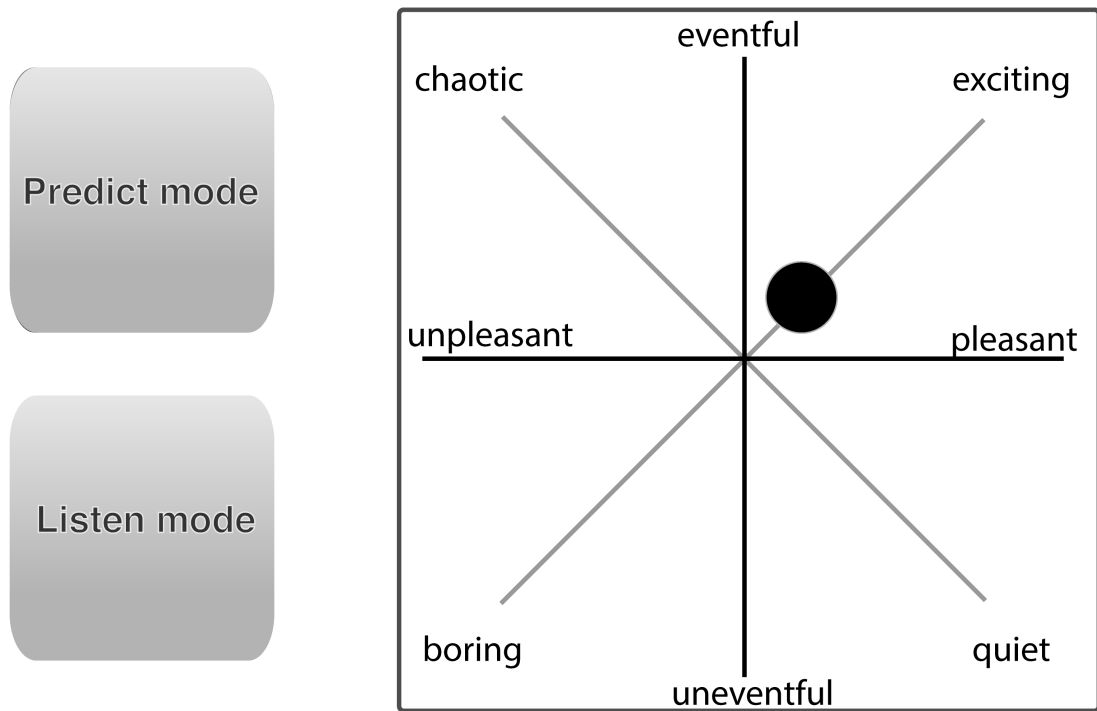 Predict mode
Listen mode
eventful
chaotic
exciting
unpleasant
pleasant
boring
quiet
uneventful